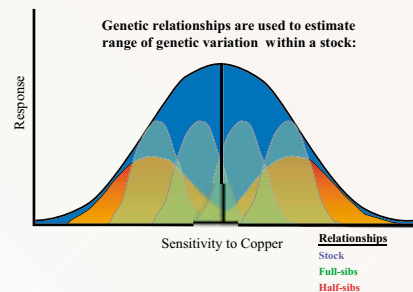 Genetic relationships are used to estimate
range of genetic variation within a stock:
Response
Sensitivity to Copper
Relationships
Stock
Full-sibs
Half-sibs